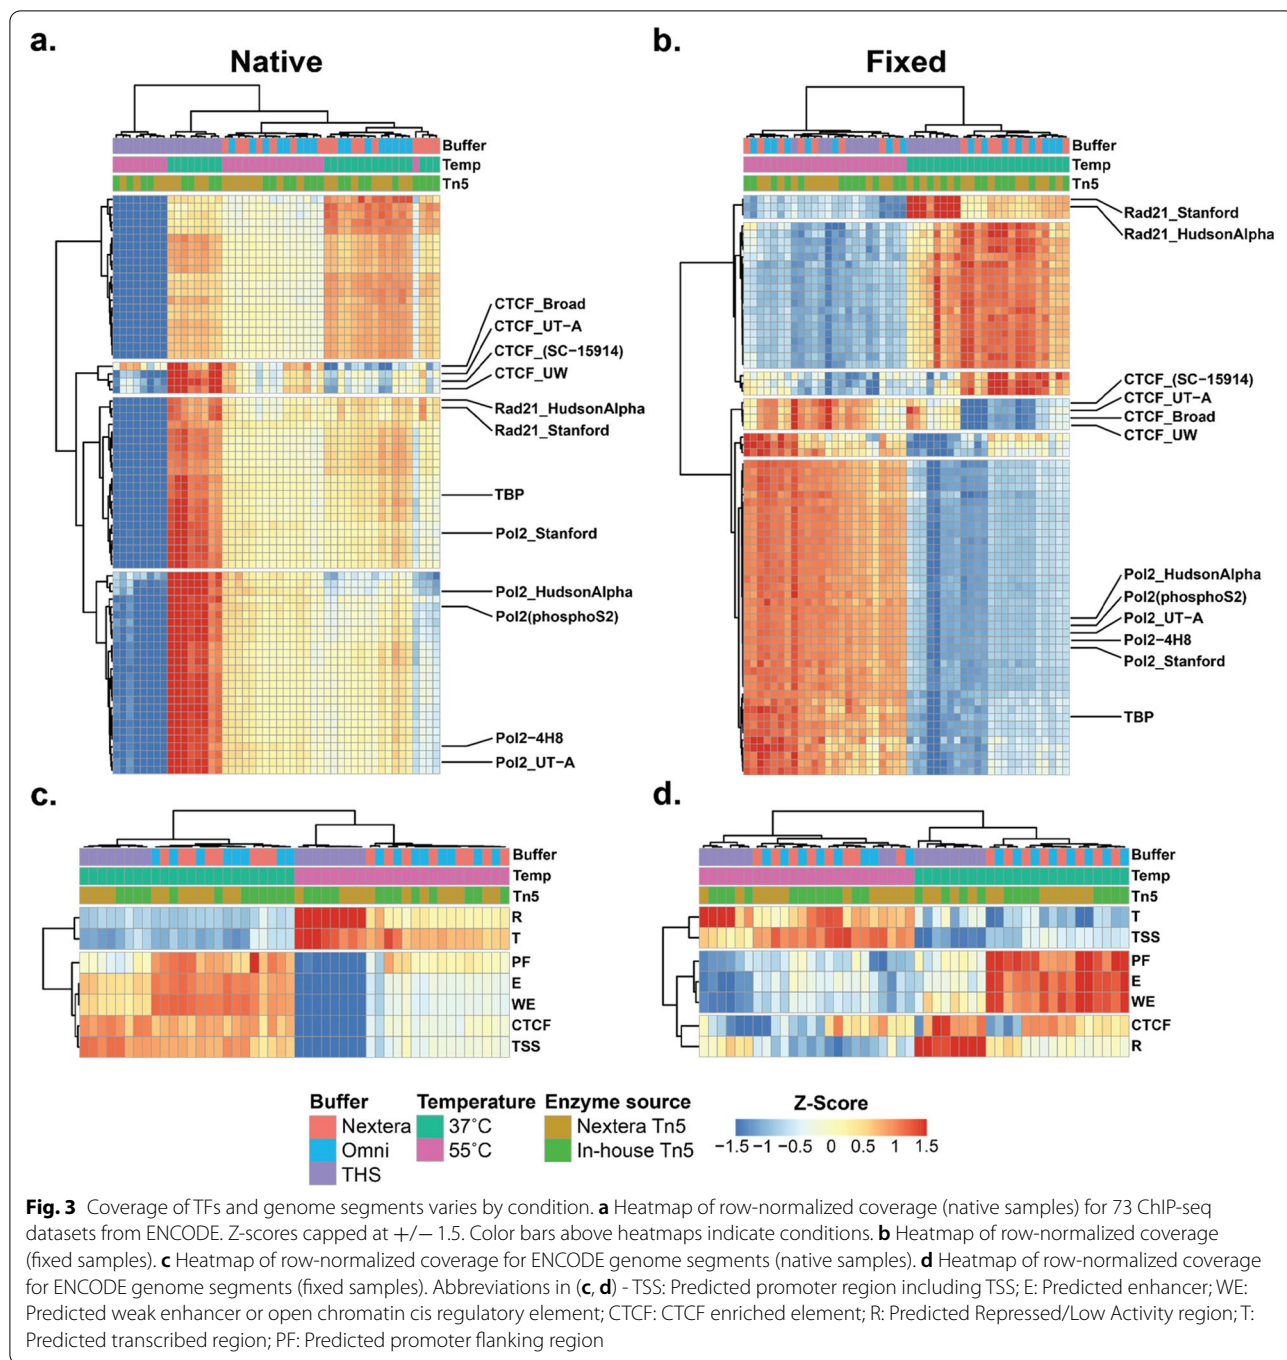 a.
Native
Buffer
Temp
Tn5
CTCF_Broad
CTCF_UT-A
CTCF_(SC-15914)
CTCF_UW
Rad21_HudsonAlpha
Rad21_Stanford
TBP
Pol2_Stanford
Pol2_HudsonAlpha
Pol2(phosphoS2)
Pol2-4H8
Pol2_UT-A
b.
Fixed
Buffer
Temp
Tn5
Rad21_Stanford
Rad21_HudsonAlpha
CTCF_(SC-15914)
CTCF_UT-A
CTCF_Broad
CTCF_UW
Pol2_HudsonAlpha
Pol2(phosphoS2)
Pol2_UT-A
Pol2-4H8
Pol2_Stanford
TBP
c.
Buffer
Temp
Tn5
R
T
PF
E
WE
CTCF
TSS
d.
Buffer
Temp
Tn5
T
TSS
PF
E
WE
CTCF
R
Buffer
Nextera
Omni
THS
Temperature
37°C
55°C
Enzyme source
Nextera Tn5
In-house Tn5
Z-Score
−1.5 −1 −0.5 0 0.5 1 1.5
Fig. 3 Coverage of TFs and genome segments varies by condition. a Heatmap of row-normalized coverage (native samples) for 73 ChIP-seq
datasets from ENCODE. Z-scores capped at +/− 1.5. Color bars above heatmaps indicate conditions. b Heatmap of row-normalized coverage
(fixed samples). c Heatmap of row-normalized coverage for ENCODE genome segments (native samples). d Heatmap of row-normalized coverage
for ENCODE genome segments (fixed samples). Abbreviations in (c, d) - TSS: Predicted promoter region including TSS; E: Predicted enhancer; WE:
Predicted weak enhancer or open chromatin cis regulatory element; CTCF: CTCF enriched element; R: Predicted Repressed/Low Activity region; T:
Predicted transcribed region; PF: Predicted promoter flanking region